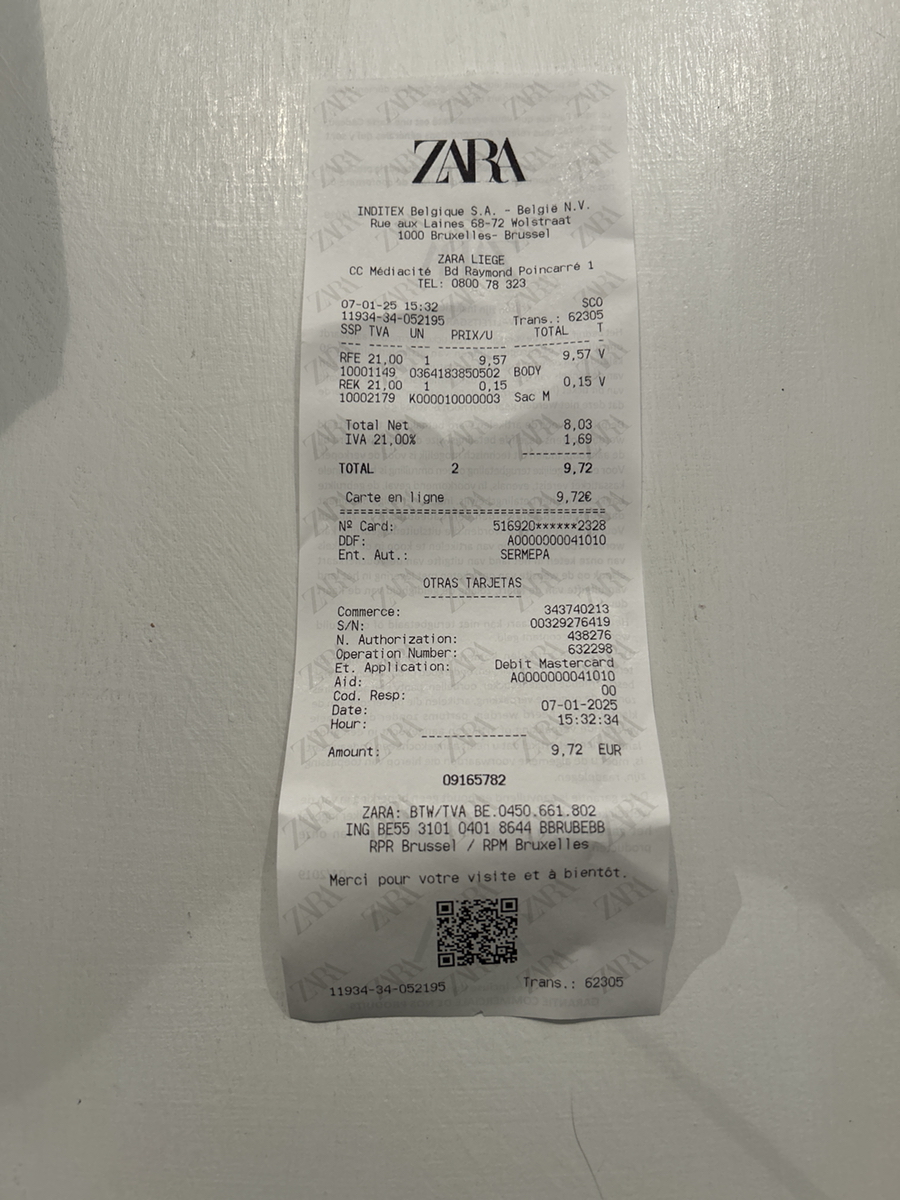 ZARA
INDITEX Belgique S.A. - België N.V.
Rue aux Laines 68-72 Wolstraat
1000 Bruxelles- Brussel
ZARA LIEGE
CC Médiacité Bd Raymond Poincarré 1
TEL: 0800 78 323
07-01-25 15:32 SCO
11934-34-052195 Trans.: 62305
SSP TVA UN PRIX/U TOTAL T
RFE 21,00 1 9,57 9,57 V
10001149 0364183850502 BODY
REK 21,00 1 0,15 0,15 V
10002179 K000010000003 Sac M
Total Net 8,03
IVA 21,00% 1,69
TOTAL 2 9,72
Carte en ligne 9,72€
Nº Card: 516920******2328
DDF: A0000000041010
Ent. Aut.: SERMEPA
OTRAS TARJETAS
Commerce: 343740213
S/N: 00329276419
N. Authorization: 438276
Operation Number: 632298
Et. Application: Debit Mastercard
Aid: A0000000041010
Cod. Resp: 00
Date: 07-01-2025
Hour: 15:32:34
Amount: 9,72 EUR
09165782
ZARA: BTW/TVA BE.0450.661.802
ING BE55 3101 0401 8644 BBRUBEBB
RPR Brussel / RPM Bruxelles
Merci pour votre visite et à bientôt.
11934-34-052195 Trans.: 62305